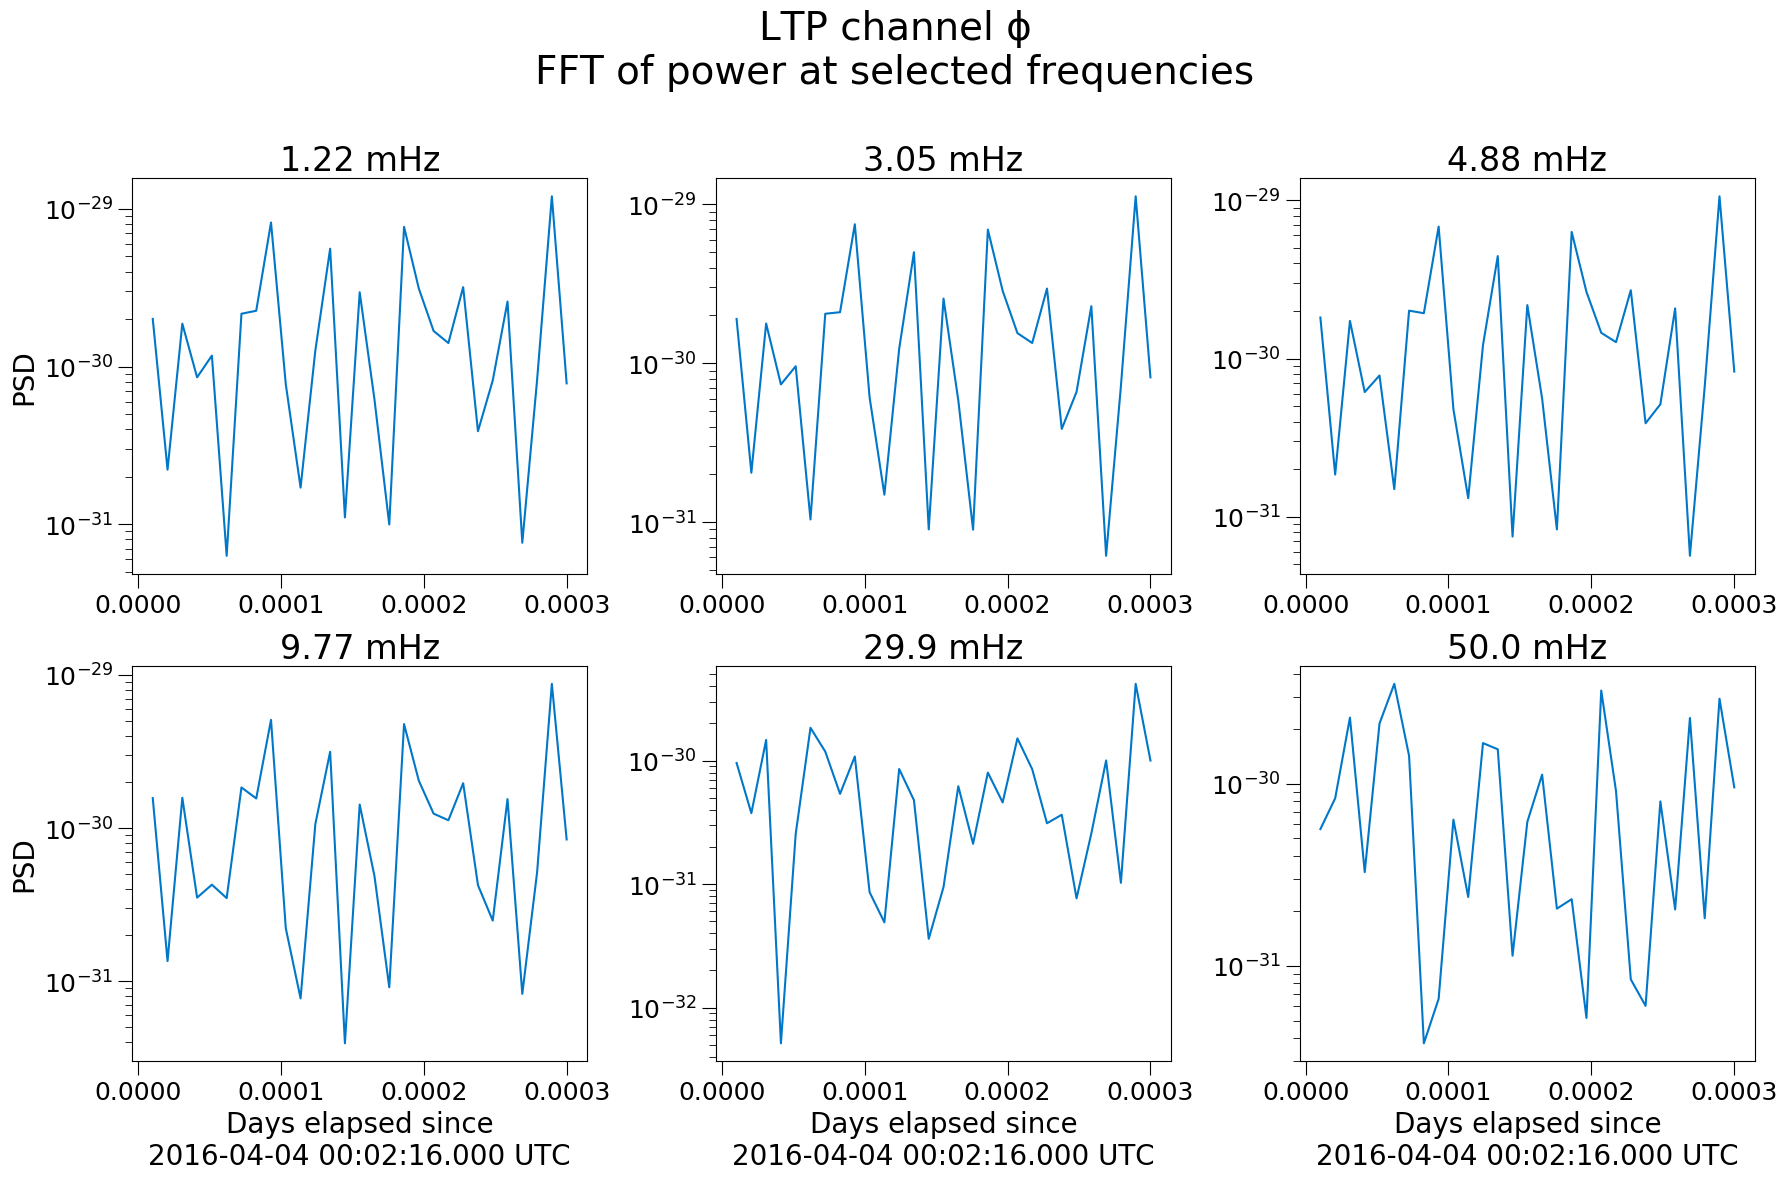 LTP channel ϕ
FFT of power at selected frequencies
1.22 mHz
3.05 mHz
4.88 mHz
PSD
10⁻²⁹
10⁻³⁰
10⁻³¹
0.0000 0.0001 0.0002 0.0003
10⁻²⁹
10⁻³⁰
10⁻³¹
0.0000 0.0001 0.0002 0.0003
10⁻²⁹
10⁻³⁰
10⁻³¹
0.0000 0.0001 0.0002 0.0003
9.77 mHz
29.9 mHz
50.0 mHz
PSD
10⁻²⁹
10⁻³⁰
10⁻³¹
0.0000 0.0001 0.0002 0.0003
Days elapsed since
2016-04-04 00:02:16.000 UTC
10⁻³⁰
10⁻³¹
10⁻³²
0.0000 0.0001 0.0002 0.0003
Days elapsed since
2016-04-04 00:02:16.000 UTC
10⁻³⁰
10⁻³¹
0.0000 0.0001 0.0002 0.0003
Days elapsed since
2016-04-04 00:02:16.000 UTC